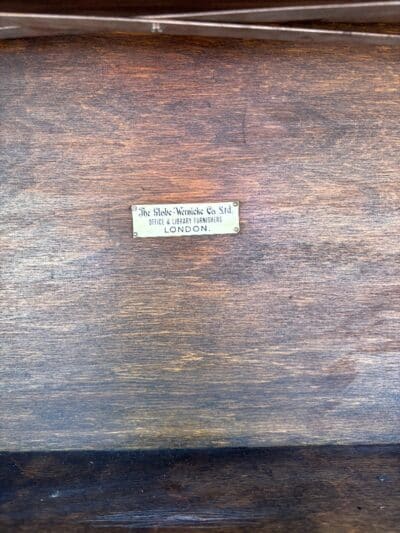 The Globe-Wernicke Co. Ltd.
OFFICE & LIBRARY FURNISHERS
LONDON.